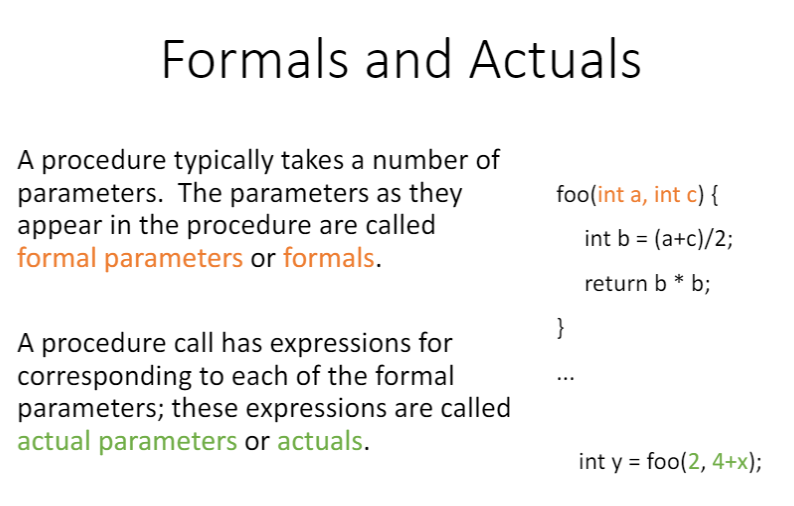 Formals and Actuals
A procedure typically takes a number of
parameters.  The parameters as they
appear in the procedure are called
formal parameters or formals.
A procedure call has expressions for
corresponding to each of the formal
parameters; these expressions are called
actual parameters or actuals.
foo(int a, int c) {
int b = (a+c)/2;
return b * b;
}
...
int y = foo(2, 4+x);